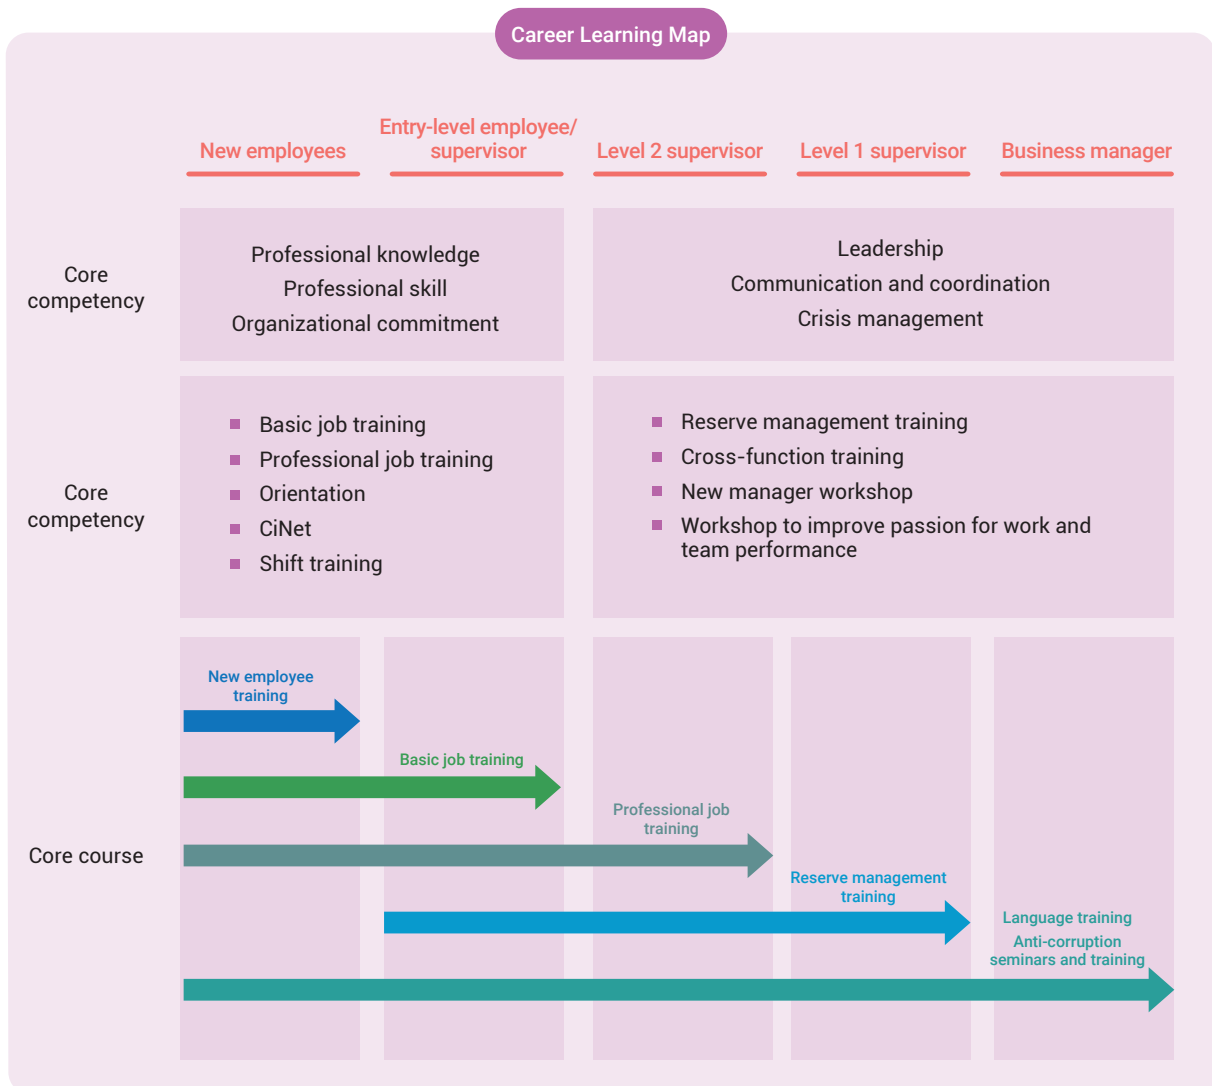 Career Learning Map
New employees
Entry-level employee/
supervisor
Level 2 supervisor
Level 1 supervisor
Business manager
Core
competency
Professional knowledge
Professional skill
Organizational commitment
Leadership
Communication and coordination
Crisis management
Core
competency
Basic job training
Professional job training
Orientation
CiNet
Shift training
Reserve management training
Cross-function training
New manager workshop
Workshop to improve passion for work and
team performance
Core course
New employee
training
Basic job training
Professional job
training
Reserve management
training
Language training
Anti-corruption
seminars and training